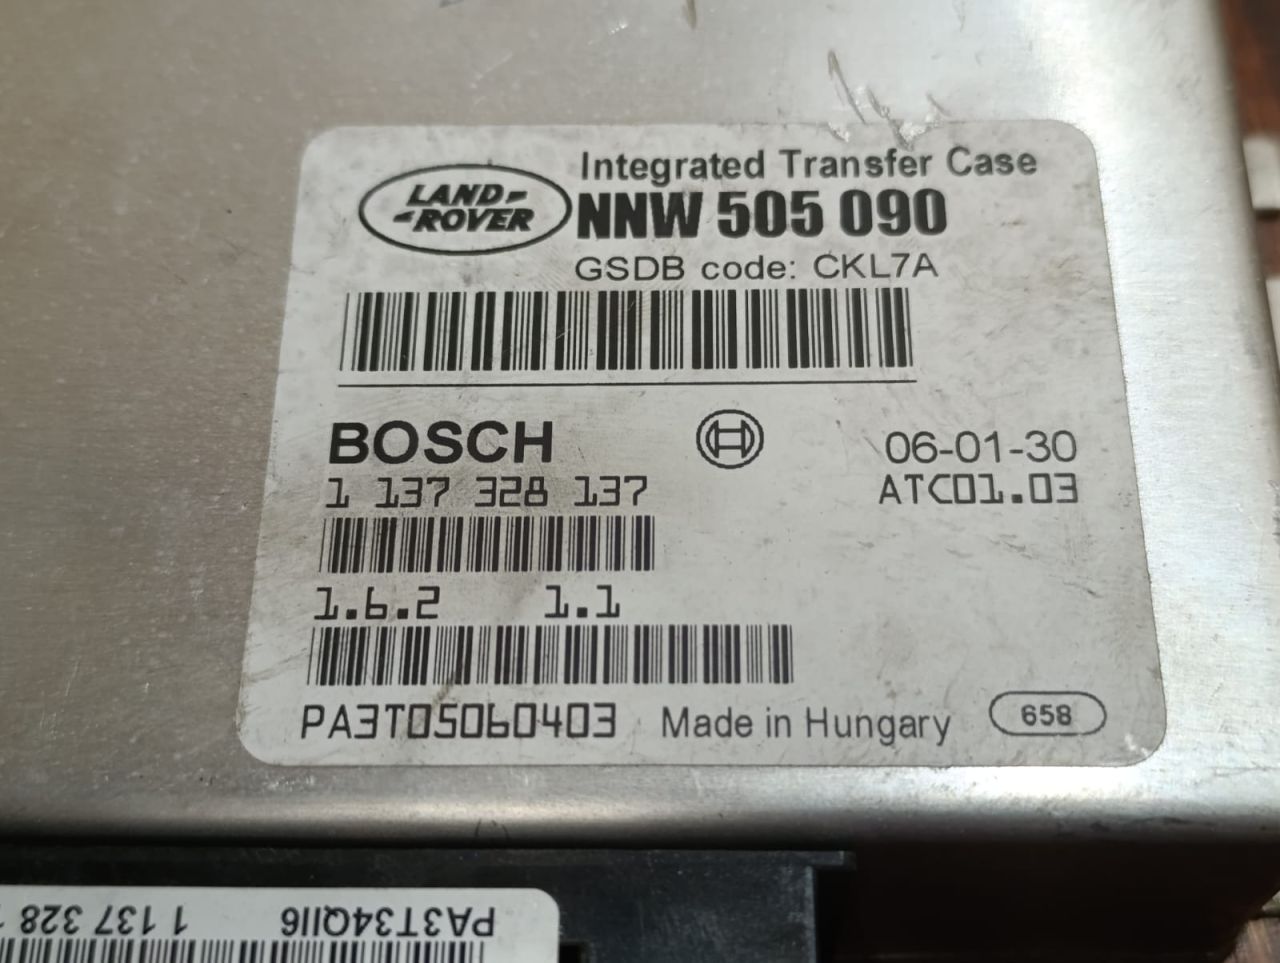 LAND-
-ROVER
Integrated Transfer Case
NNW 505 090
GSDB code: CKL7A
BOSCH
06-01-30
1 137 328 137
ATC01.03
1.6.2 1.1
PA3T05060403
Made in Hungary
658
PA3T34QII6 1 137 328